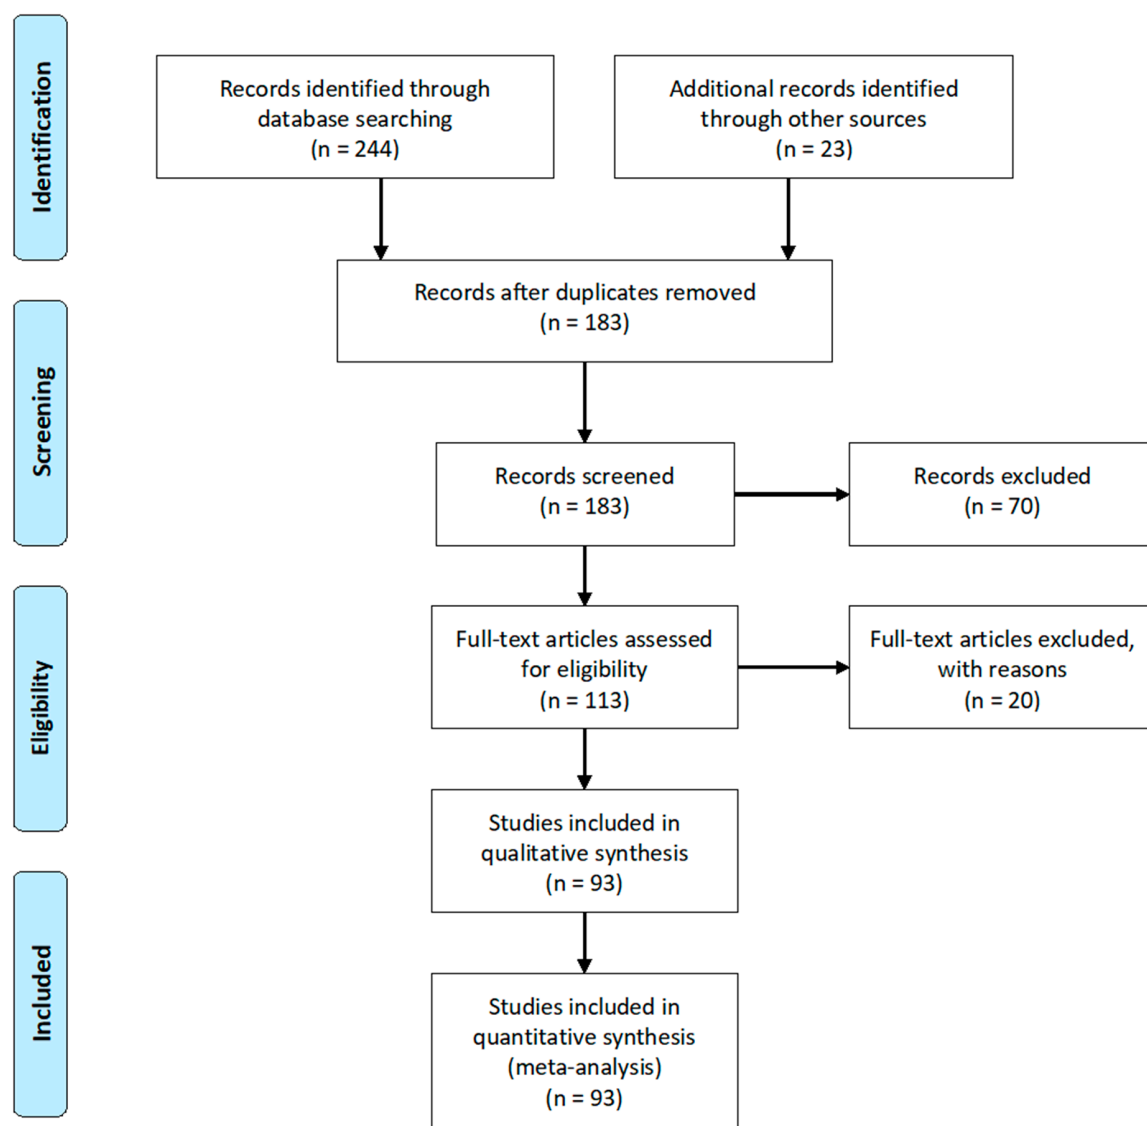 Identification
Records identified through
database searching
(n = 244)
Additional records identified
through other sources
(n = 23)
Records after duplicates removed
(n = 183)
Screening
Records screened
(n = 183)
Records excluded
(n = 70)
Eligibility
Full-text articles assessed
for eligibility
(n = 113)
Full-text articles excluded,
with reasons
(n = 20)
Studies included in
qualitative synthesis
(n = 93)
Included
Studies included in
quantitative synthesis
(meta-analysis)
(n = 93)